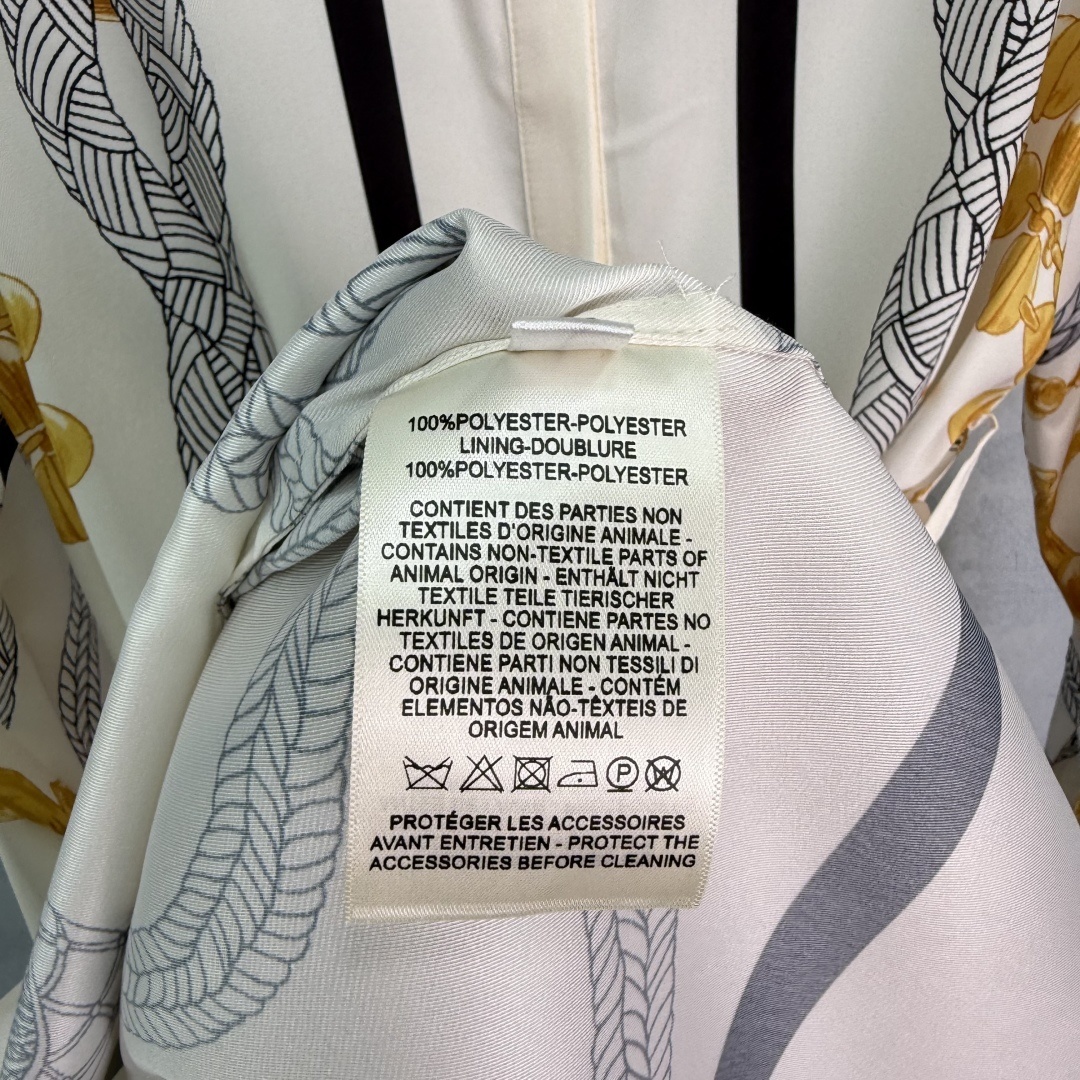 100%POLYESTER-POLYESTER
LINING-DOUBLURE
100%POLYESTER-POLYESTER
CONTIENT DES PARTIES NON
TEXTILES D'ORIGINE ANIMALE -
CONTAINS NON-TEXTILE PARTS OF
ANIMAL ORIGIN - ENTHÄLT NICHT
TEXTILE TEILE TIERISCHER
HERKUNFT - CONTIENE PARTES NO
TEXTILES DE ORIGEN ANIMAL -
CONTIENE PARTI NON TESSILI DI
ORIGINE ANIMALE - CONTÉM
ELEMENTOS NÃO-TÊXTEIS DE
ORIGEM ANIMAL
P W
PROTÉGER LES ACCESSOIRES
AVANT ENTRETIEN - PROTECT THE
ACCESSORIES BEFORE CLEANING